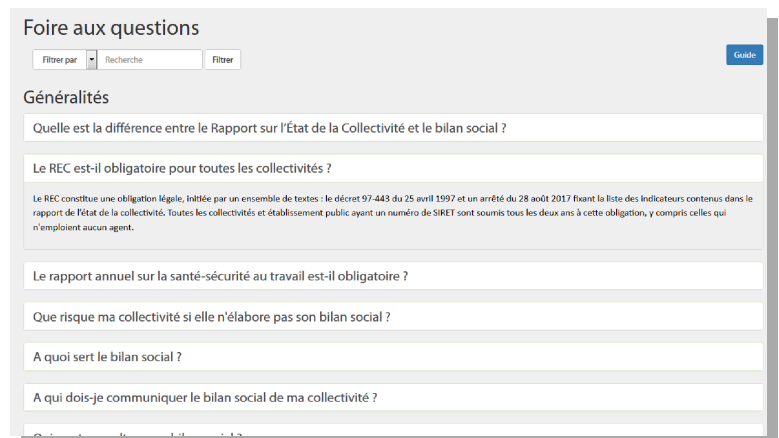 Foire aux questions
Filtrer par Recherche Filtrer Guide
Généralités
Quelle est la différence entre le Rapport sur l'État de la Collectivité et le bilan social ?
Le REC est-il obligatoire pour toutes les collectivités ?
Le REC constitue une obligation légale, initiée par un ensemble de textes : le décret 97-443 du 25 avril 1997 et un arrêté du 28 août 2017 fixant la liste des indicateurs contenus dans le
rapport de l'état de la collectivité. Toutes les collectivités et établissement public ayant un numéro de SIRET sont soumis tous les deux ans à cette obligation, y compris celles qui
n'emploient aucun agent.
Le rapport annuel sur la santé-sécurité au travail est-il obligatoire ?
Que risque ma collectivité si elle n'élabore pas son bilan social ?
A quoi sert le bilan social ?
A qui dois-je communiquer le bilan social de ma collectivité ?